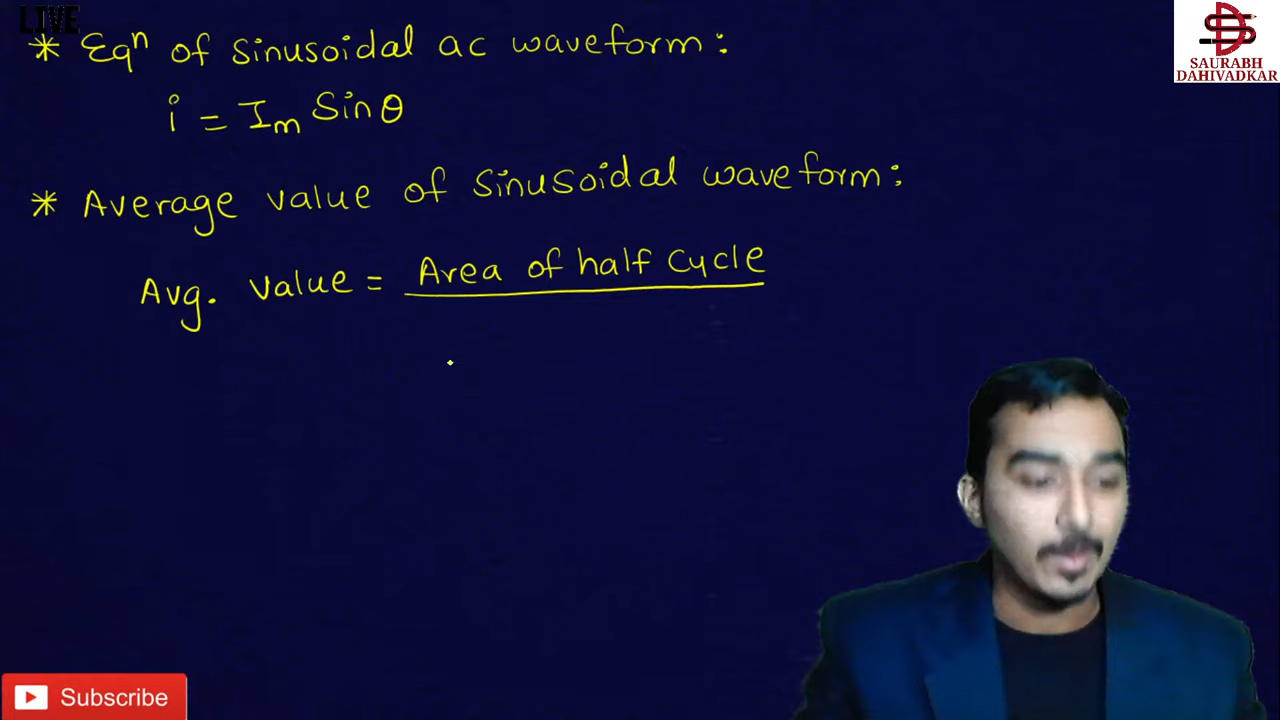 LIVE
* Eqⁿ of sinusoidal ac waveform:
i = Im Sinθ
* Average value of sinusoidal waveform:
Avg. value = Area of half cycle
SAURABH
DAHIVADKAR
Subscribe